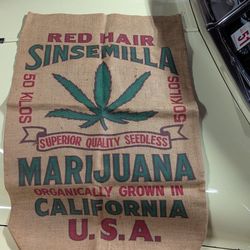 RED HAIR
SINSEMILLA
50 KILOS
50 KILOS
SUPERIOR QUALITY SEEDLESS
MARIJUANA
ORGANICALLY GROWN IN
CALIFORNIA
U.S.A.